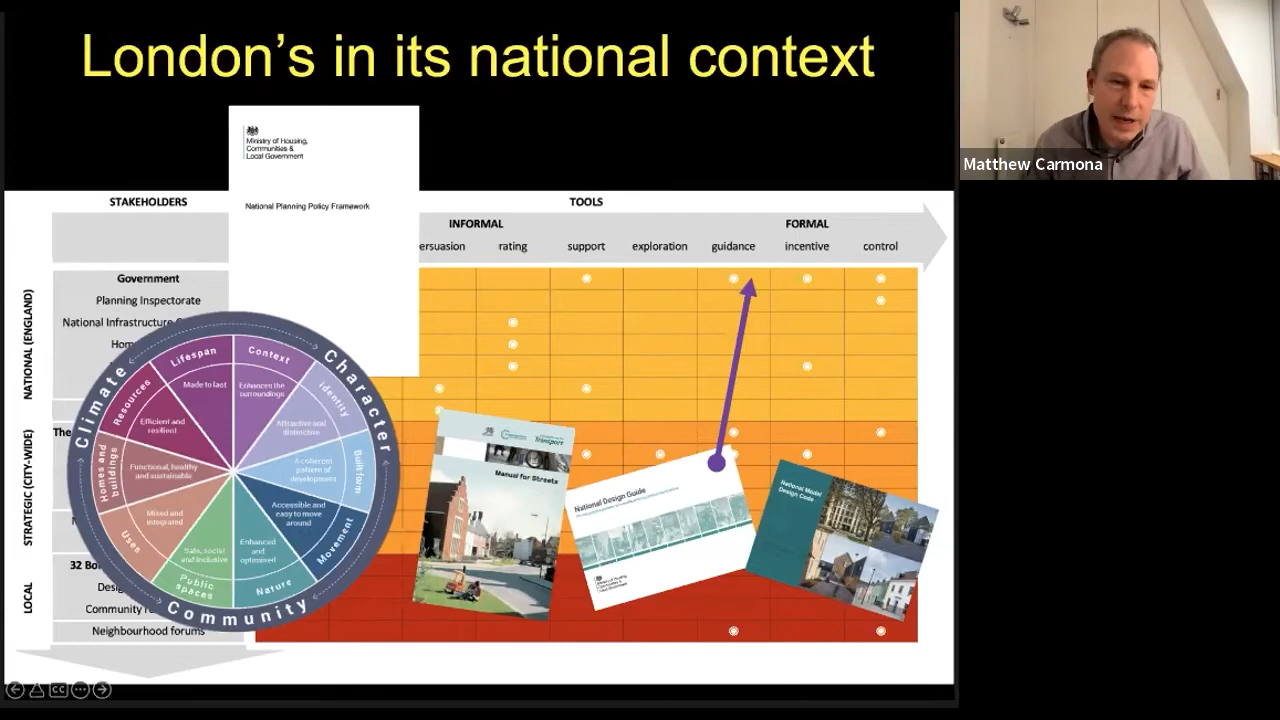 London's in its national context
Matthew Carmona
Ministry of Housing,
Communities &
Local Government
National Planning Policy Framework
STAKEHOLDERS
TOOLS
INFORMAL
FORMAL
ersuasion rating support exploration guidance incentive control
NATIONAL (ENGLAND)
Government
Planning Inspectorate
National Infrastructure
STRATEGIC (CITY-WIDE)
LOCAL
32
Community
Neighbourhood forums
Climate
Character
Community
Lifespan
Made to last
Context
Enhances the
surroundings
Identity
Attractive and
distinctive
Built form
A coherent
pattern of
development
Movement
Accessible and
easy to move
around
Nature
Enhanced
and
optimised
Public
spaces
Safe, social
and inclusive
Uses
Mixed and
integrated
Homes and
buildings
Functional, healthy
and sustainable
Resources
Efficient and
resilient
Transport
Manual for Streets
National Design Guide
National Model
Design Code
CC